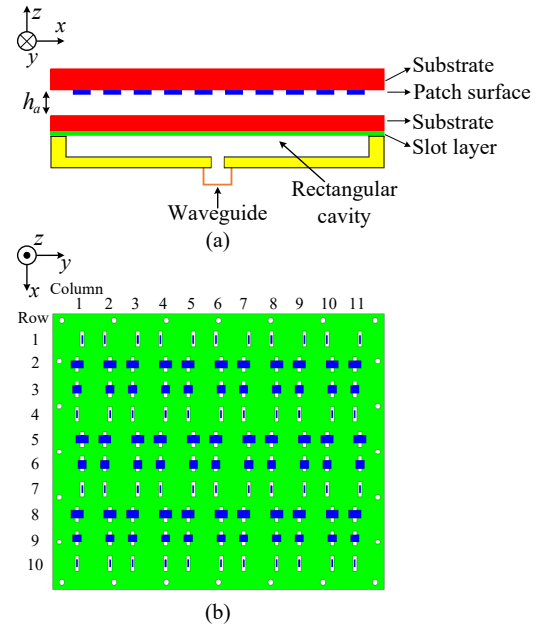 z
x
y
Substrate
Patch surface
hₐ
Substrate
Slot layer
Rectangular
cavity
Waveguide
(a)
z
y
x
Column
1 2 3 4 5 6 7 8 9 10 11
Row
1
2
3
4
5
6
7
8
9
10
(b)